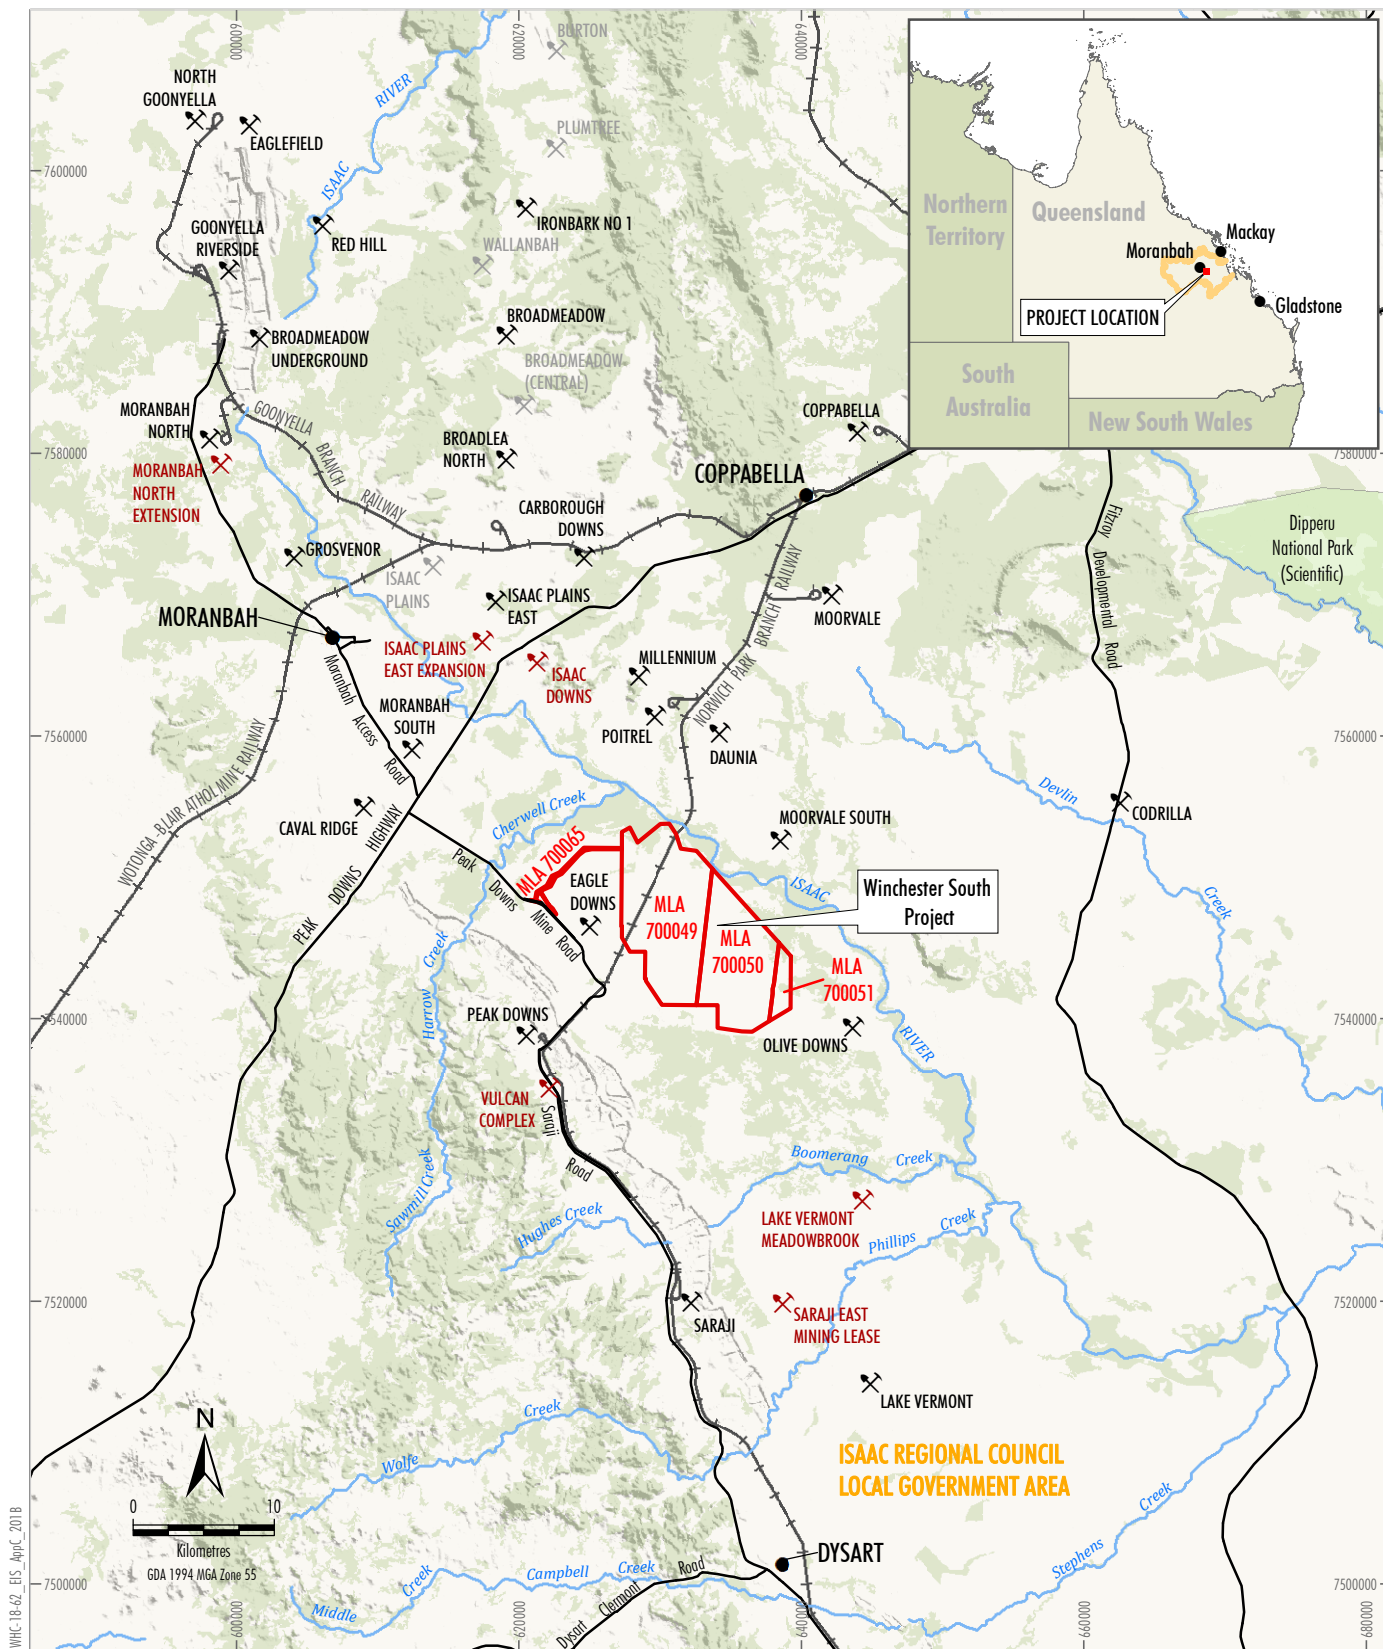 600000
620000
640000
BURTON
NORTH
GOONYELLA
EAGLEFIELD
RIVER
ISAAC
PLUMTREE
7600000
IRONBARK NO 1
GOONYELLA
RIVERSIDE
RED HILL
WALLANBAH
BROADMEADOW
UNDERGROUND
BROADMEADOW
BROADMEADOW
(CENTRAL)
Northern
Territory
Queensland
Mackay
Moranbah
PROJECT LOCATION
Gladstone
South
Australia
New South Wales
MORANBAH
NORTH
GOONYELLA
BRANCH
RAILWAY
COPPABELLA
BROADLEA
NORTH
7580000
7580000
MORANBAH
NORTH
EXTENSION
COPPABELLA
CARBOROUGH
DOWNS
Fitzroy
Developmental
Road
Dipperu
National Park
(Scientific)
GROSVENOR
ISAAC
PLAINS
ISAAC PLAINS
EAST
NORWICH PARK
BRANCH
RAILWAY
MOORVALE
MORANBAH
ISAAC PLAINS
EAST EXPANSION
ISAAC
DOWNS
MILLENNIUM
Moranbah
Access
Road
MORANBAH
SOUTH
POITREL
DAUNIA
7560000
7560000
WOTONGA-BLAIR ATHOL MINE RAILWAY
Devlin
Creek
CODRILLA
CAVAL RIDGE
PEAK
DOWNS
HIGHWAY
Cherwell Creek
MOORVALE SOUTH
Peak
Downs
Mine Road
MLA 700065
EAGLE
DOWNS
ISAAC
RIVER
Winchester South
Project
MLA
700049
MLA
700050
MLA
700051
Harrow
Creek
PEAK DOWNS
OLIVE DOWNS
7540000
7540000
VULCAN
COMPLEX
Saraji
Road
Boomerang
Creek
Sawmill Creek
Hughes Creek
LAKE VERMONT
MEADOWBROOK
Phillips
Creek
7520000
7520000
SARAJI
SARAJI EAST
MINING LEASE
LAKE VERMONT
N
Wolfe
Creek
ISAAC REGIONAL COUNCIL
LOCAL GOVERNMENT AREA
0
10
Kilometres
GDA 1994 MGA Zone 55
DYSART
Stephens
Creek
Middle
Creek
Campbell
Creek
Dysart
Clermont
Road
7500000
7500000
600000
620000
640000
660000
680000
WHC-18-62_EIS_AppC_201B